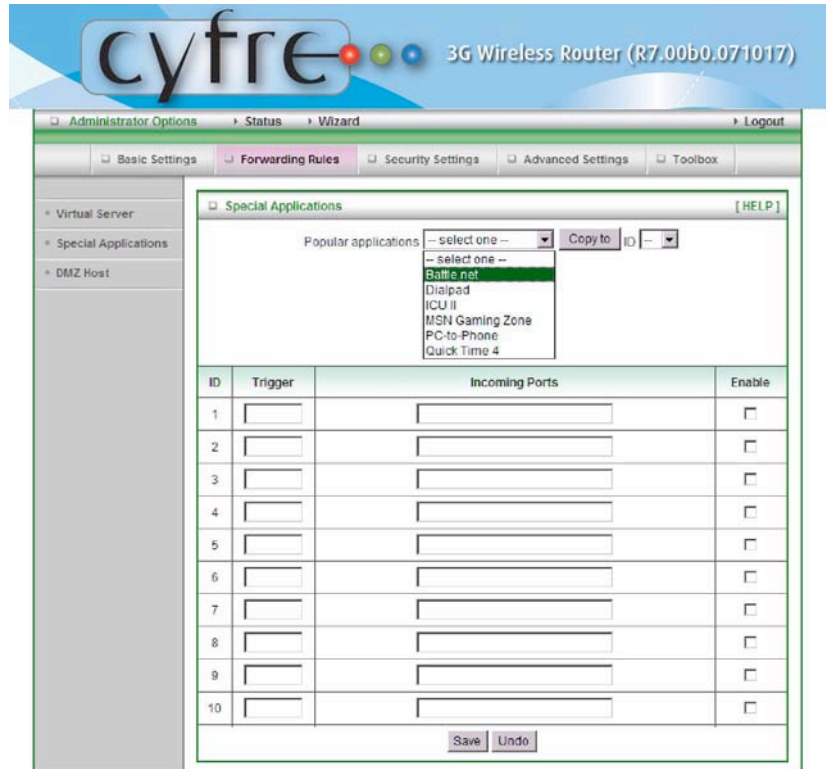 cyfre 3G Wireless Router (R7.00b0.071017)
Administrator Options Status Wizard Logout
Basic Settings Forwarding Rules Security Settings Advanced Settings Toolbox
Virtual Server
Special Applications
DMZ Host
Special Applications [HELP]
Popular applications -- select one -- Copy to ID --
-- select one --
Battle.net
Dialpad
ICU II
MSN Gaming Zone
PC-to-Phone
Quick Time 4
ID Trigger Incoming Ports Enable
1
2
3
4
5
6
7
8
9
10
Save Undo